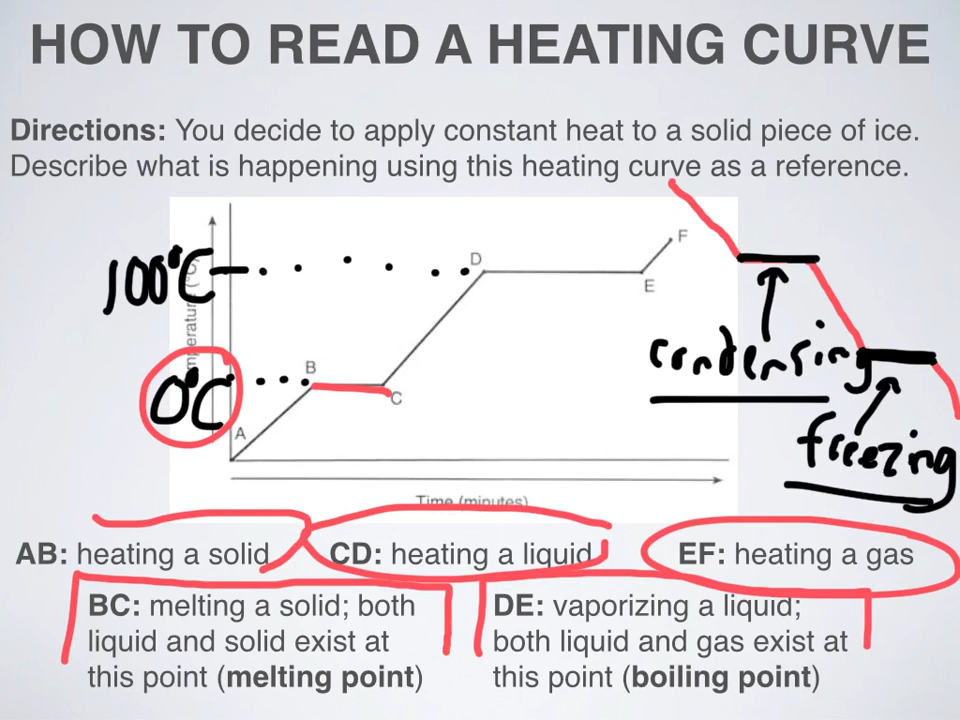 HOW TO READ A HEATING CURVE
Directions: You decide to apply constant heat to a solid piece of ice.
Describe what is happening using this heating curve as a reference.
100°C
0°C
A
B
C
D
E
F
Time (minutes)
condensing
freezing
AB: heating a solid
CD: heating a liquid
EF: heating a gas
BC: melting a solid; both
liquid and solid exist at
this point (melting point)
DE: vaporizing a liquid;
both liquid and gas exist at
this point (boiling point)